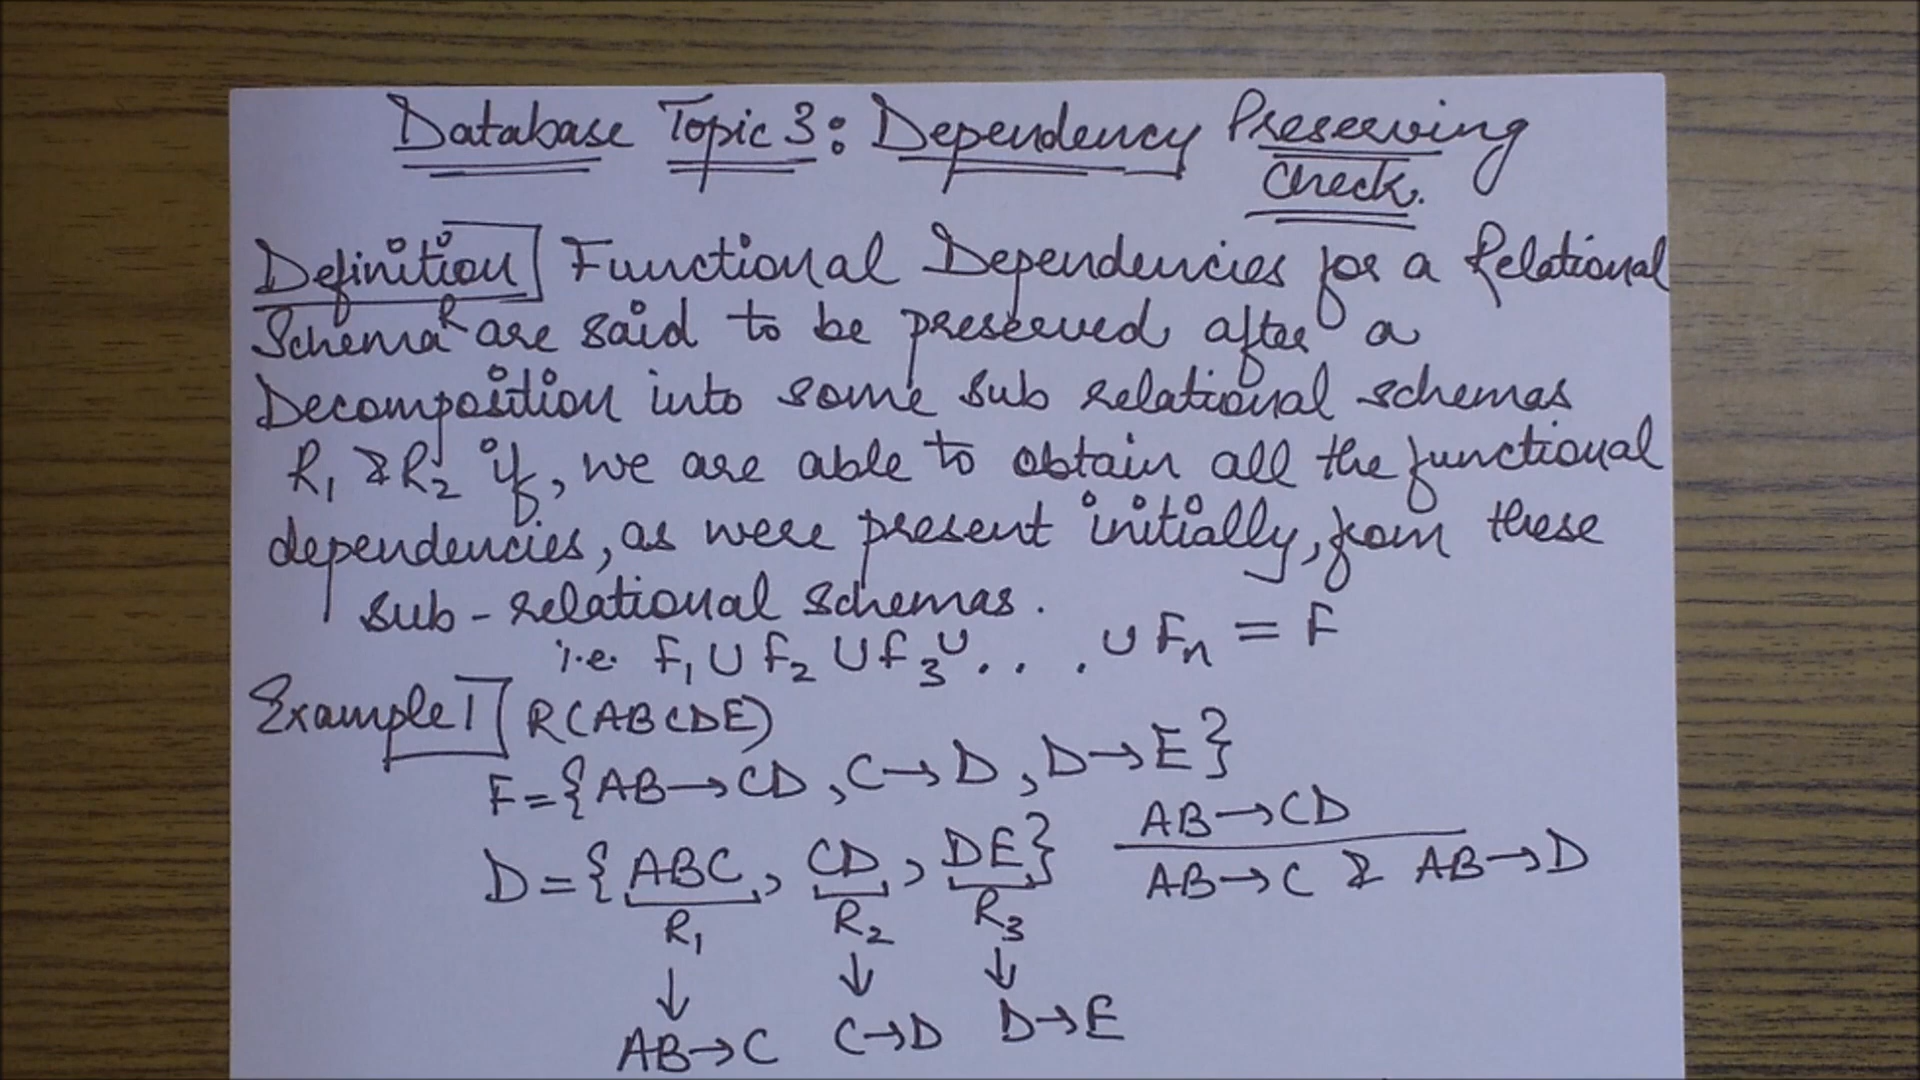 Database Topic 3: Dependency Preserving
Check.
Definition Functional Dependencies for a Relational
Schema R are said to be preserved after a
Decomposition into some sub relational schemas
R₁ & R₂ if, we are able to obtain all the functional
dependencies, as were present initially, from these
sub-relational schemas.
i.e. F₁ ∪ F₂ ∪ F₃ ∪ . . . . ∪ Fₙ = F
Example 1 R(ABCDE)
F={AB→CD, C→D, D→E}
D={ABC, CD, DE}
R₁ R₂ R₃
↓ ↓ ↓
AB→C C→D D→E
AB→CD
AB→C & AB→D